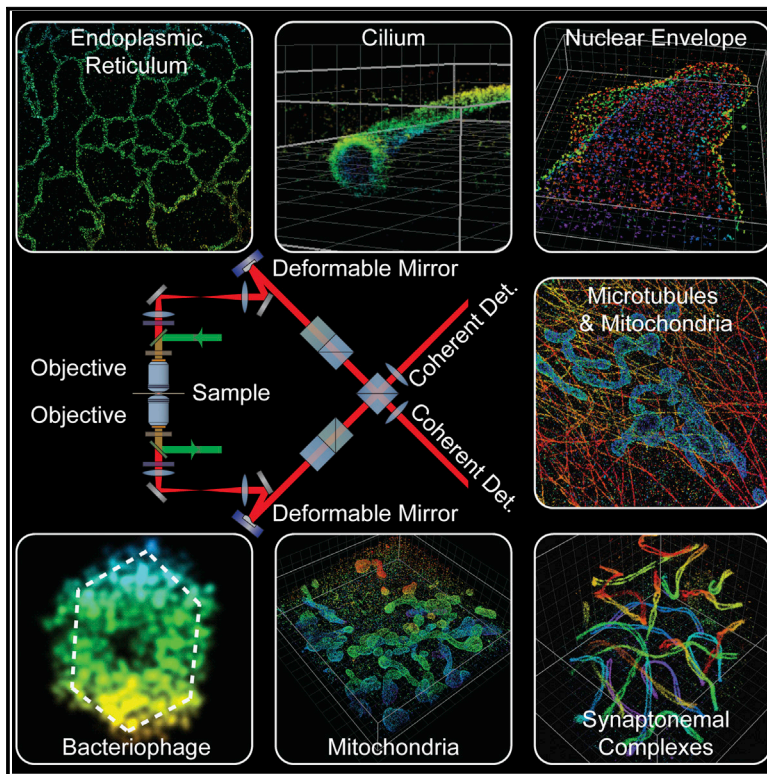 Endoplasmic
Reticulum
Cilium
Nuclear Envelope
Deformable Mirror
Microtubules
& Mitochondria
Coherent Det.
Objective
Sample
Objective
Coherent Det.
Deformable Mirror
Bacteriophage
Mitochondria
Synaptonemal
Complexes